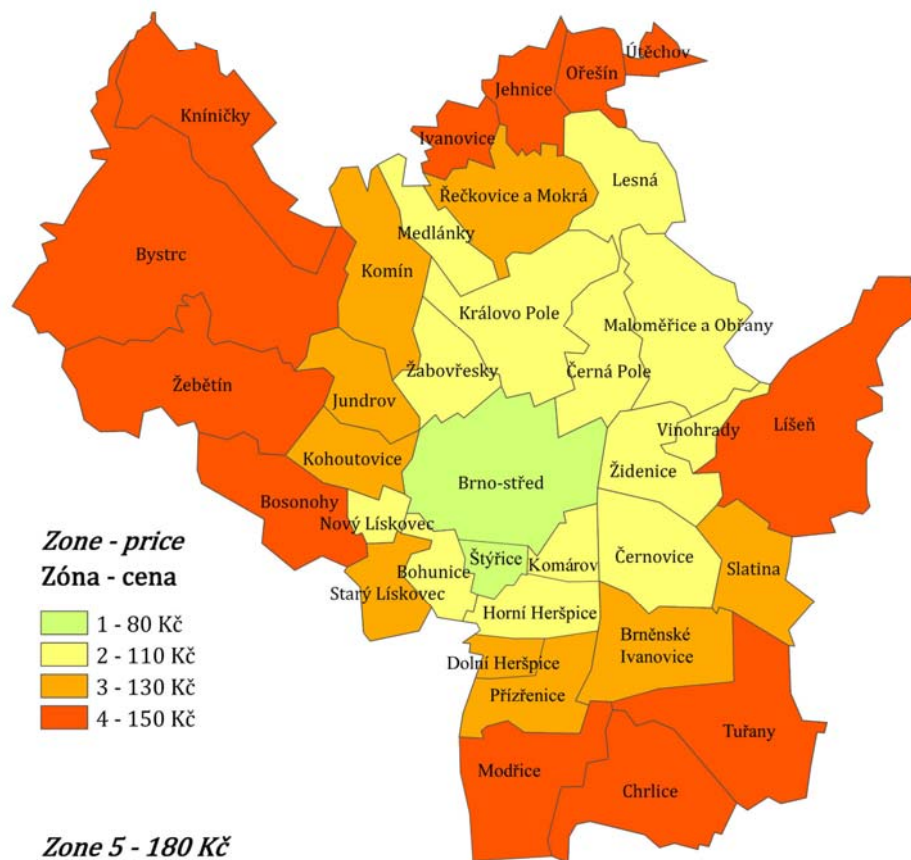 Útěchov
Ořešín
Jehnice
Kníničky
Ivanovice
Lesná
Řečkovice a Mokrá
Medlánky
Bystrc
Komín
Královo Pole
Maloměřice a Obřany
Žabovřesky
Černá Pole
Žebětín
Jundrov
Líšeň
Vinohrady
Kohoutovice
Židenice
Brno-střed
Bosonohy
Nový Lískovec
Štýřice
Komárov
Černovice
Slatina
Bohunice
Starý Lískovec
Horní Heršpice
Brněnské
Ivanovice
Dolní Heršpice
Přízřenice
Tuřany
Modřice
Chrlice
Zone - price
Zóna - cena
1 - 80 Kč
2 - 110 Kč
3 - 130 Kč
4 - 150 Kč
Zone 5 - 180 Kč